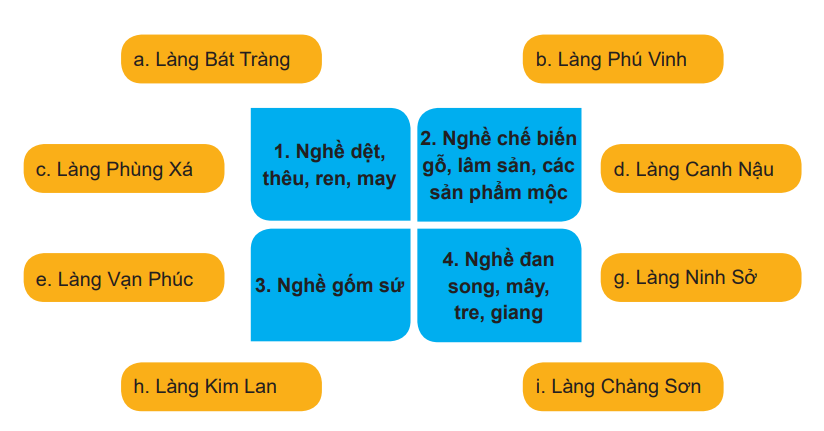 a. Làng Bát Tràng
b. Làng Phú Vinh
c. Làng Phùng Xá
1. Nghề dệt,
thêu, ren, may
2. Nghề chế biến
gỗ, lâm sản, các
sản phẩm mộc
d. Làng Canh Nậu
e. Làng Vạn Phúc
3. Nghề gốm sứ
4. Nghề đan
song, mây,
tre, giang
g. Làng Ninh Sở
h. Làng Kim Lan
i. Làng Chàng Sơn